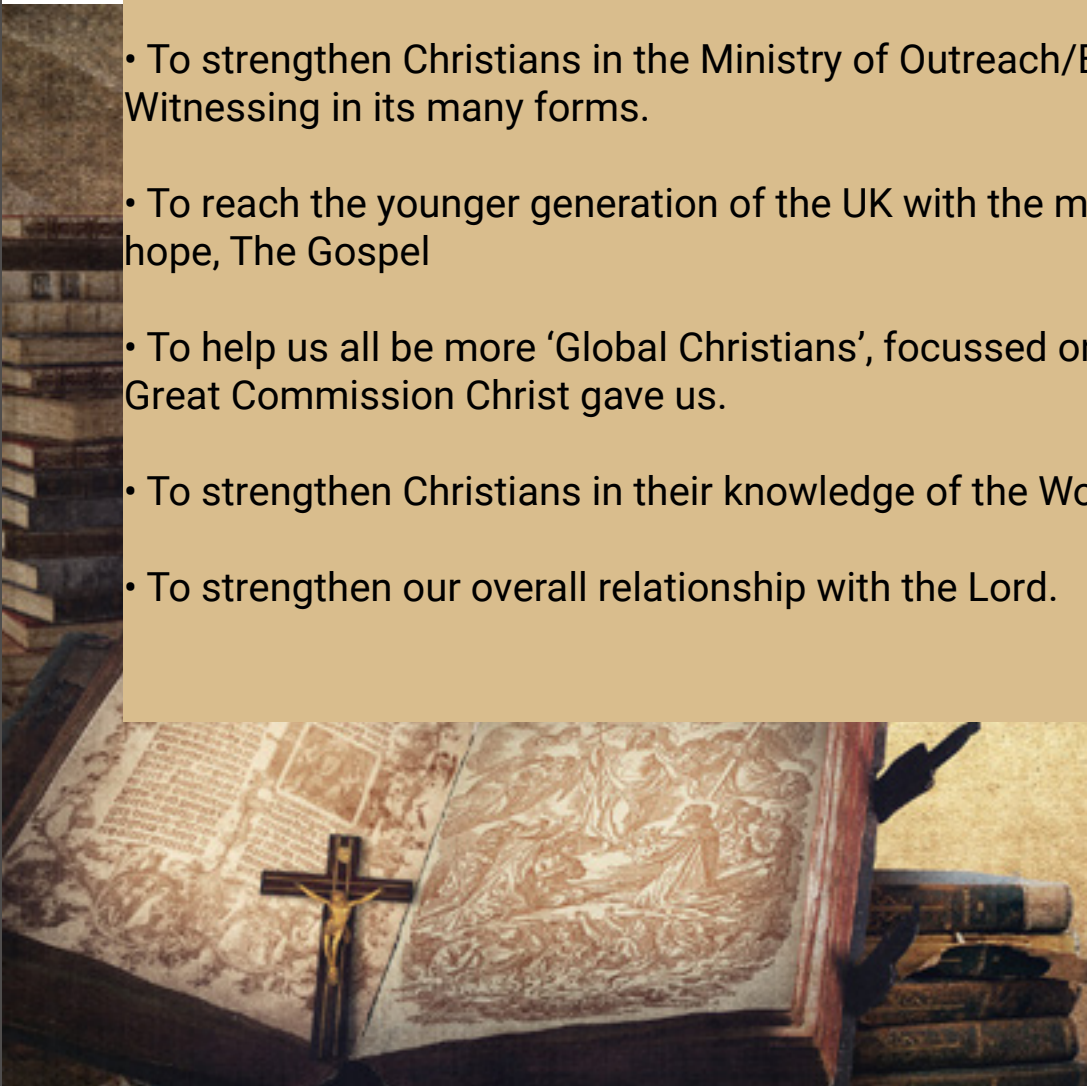 • To strengthen Christians in the Ministry of Outreach/
Witnessing in its many forms.
• To reach the younger generation of the UK with the
hope, The Gospel
• To help us all be more ‘Global Christians’, focussed
Great Commission Christ gave us.
• To strengthen Christians in their knowledge of the
• To strengthen our overall relationship with the Lord.